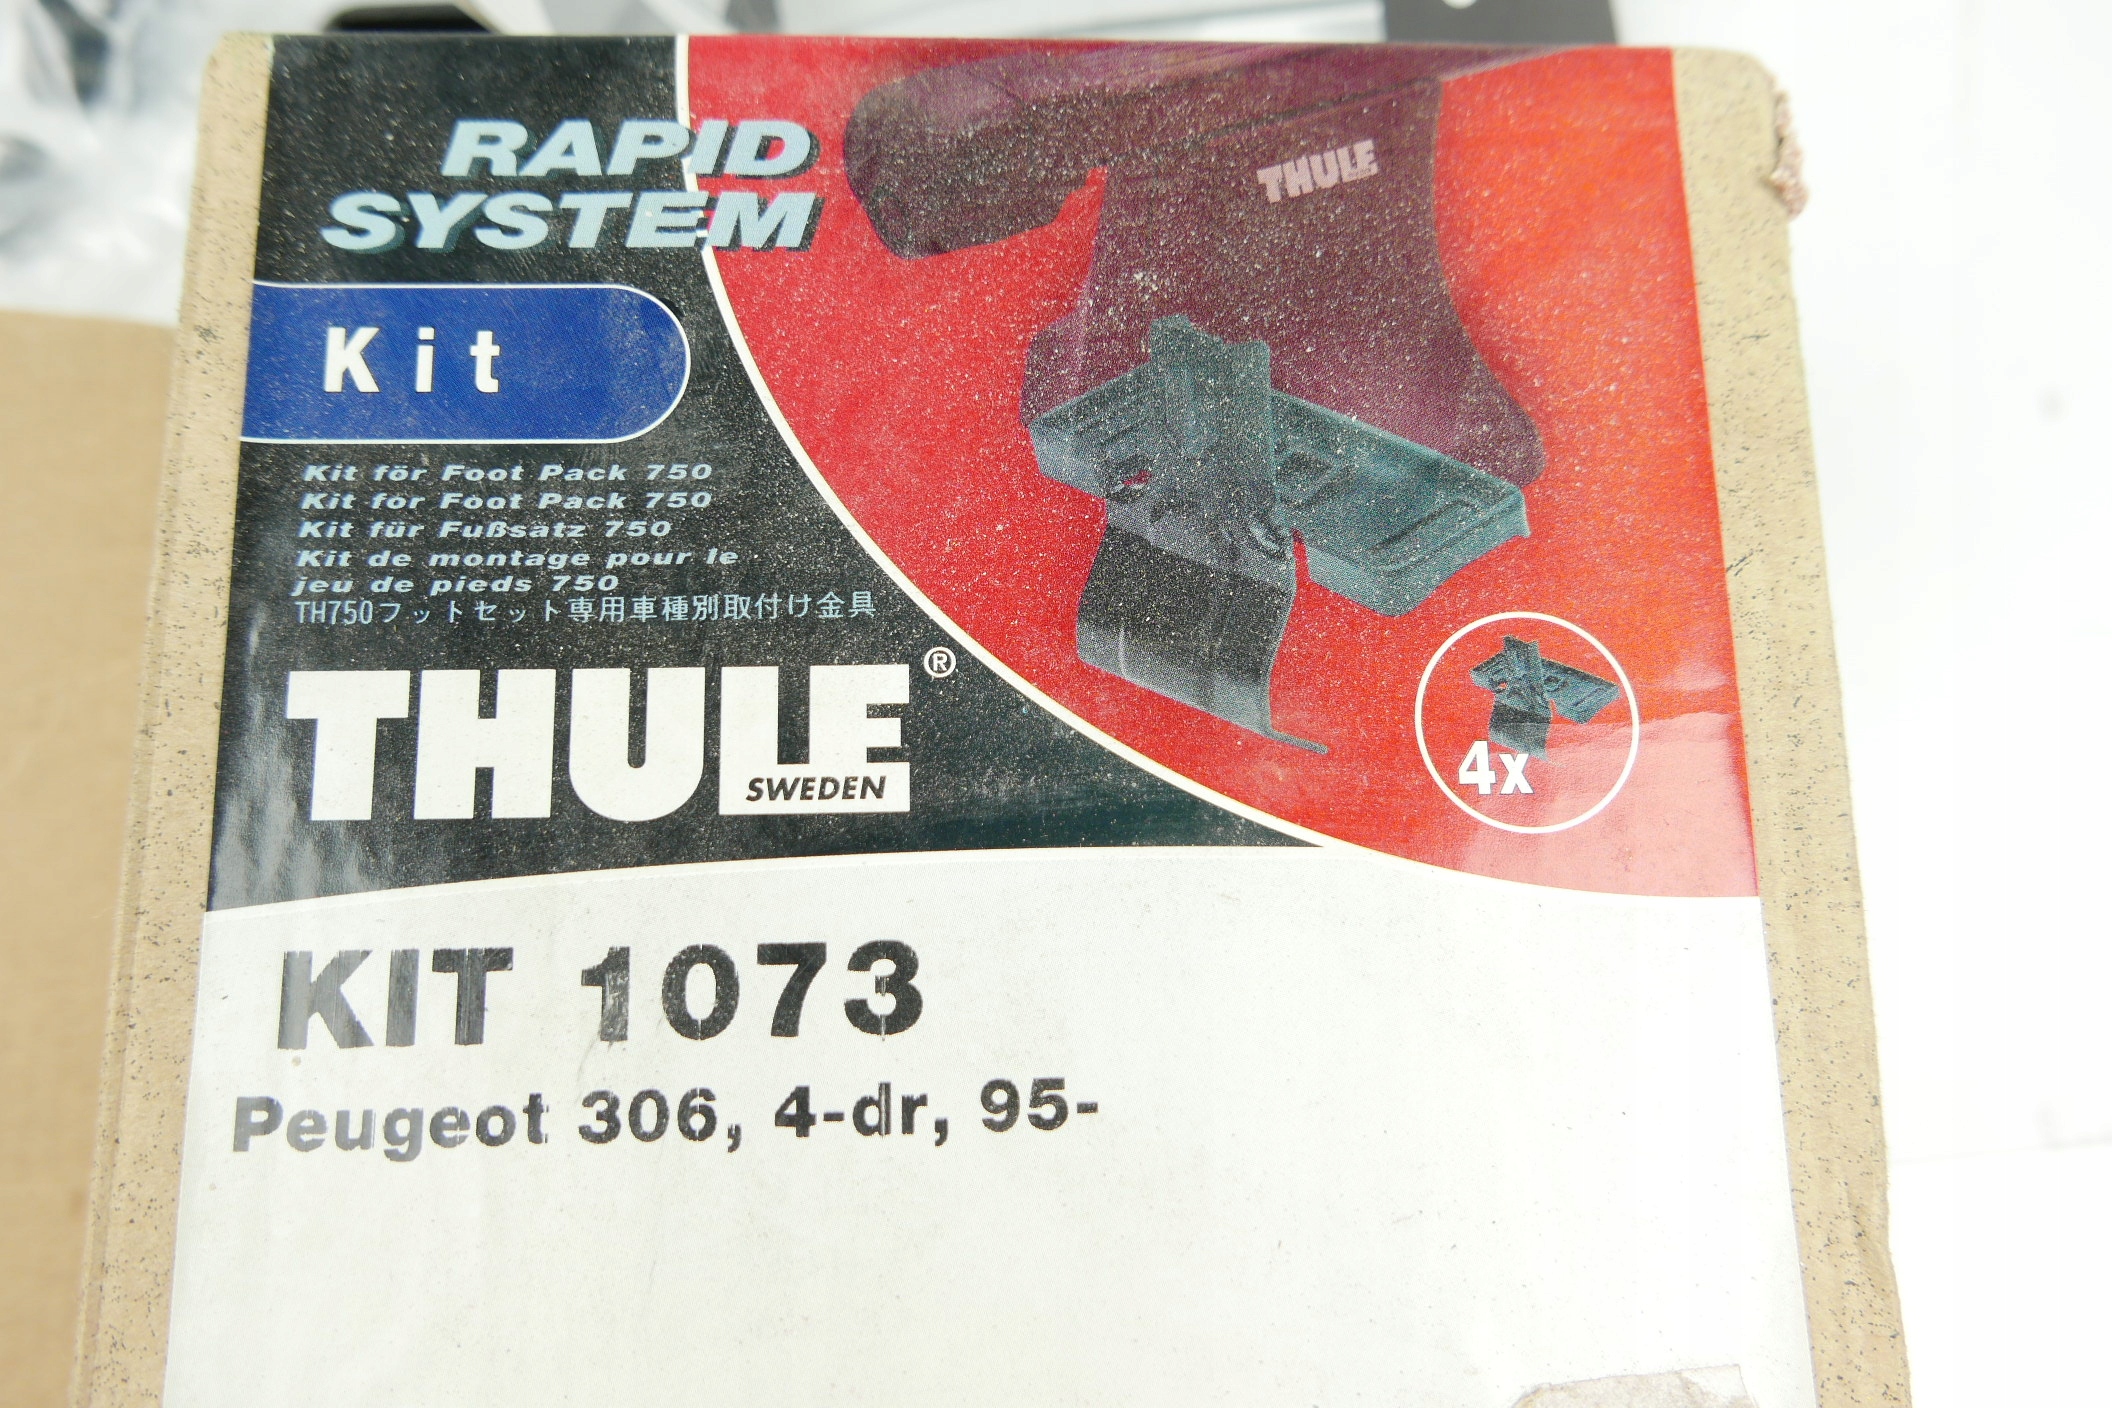 RAPID
SYSTEM
THULE
Kit
Kit för Foot Pack 750
Kit for Foot Pack 750
Kit für Fußsatz 750
Kit de montage pour le
jeu de pieds 750
TH750フットセット専用車種別取付け金具
THULE®
SWEDEN
4x
KIT 1073
Peugeot 306, 4-dr, 95-